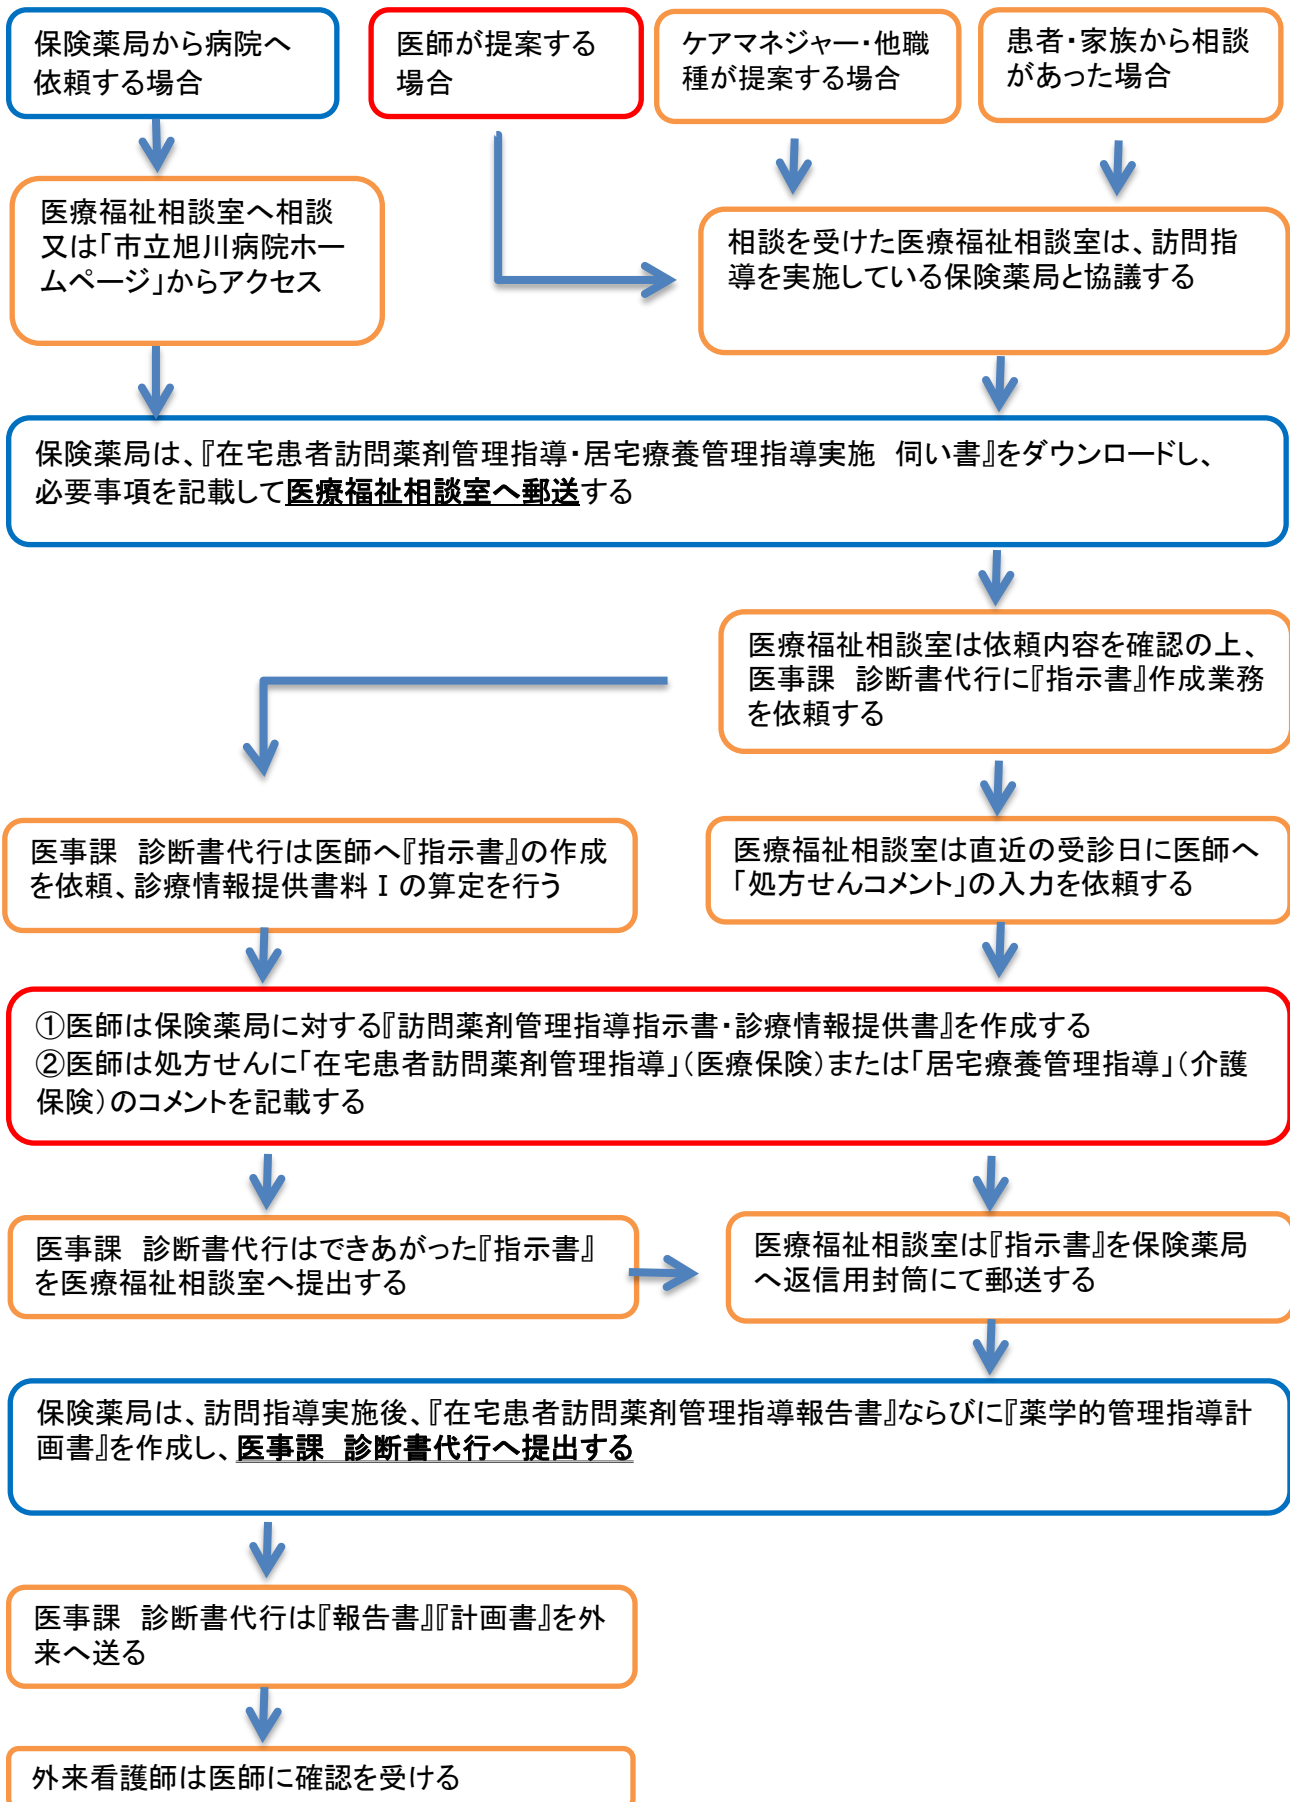 保険薬局から病院へ
依頼する場合
医師が提案する
場合
ケアマネジャー・他職
種が提案する場合
患者・家族から相談
があった場合
医療福祉相談室へ相談
又は「市立旭川病院ホー
ムページ」からアクセス
相談を受けた医療福祉相談室は、訪問指
導を実施している保険薬局と協議する
保険薬局は、『在宅患者訪問薬剤管理指導・居宅療養管理指導実施　伺い書』をダウンロードし、
必要事項を記載して医療福祉相談室へ郵送する
医療福祉相談室は依頼内容を確認の上、
医事課　診断書代行に『指示書』作成業務
を依頼する
医事課　診断書代行は医師へ『指示書』の作成
を依頼、診療情報提供書料Ⅰの算定を行う
医療福祉相談室は直近の受診日に医師へ
「処方せんコメント」の入力を依頼する
①医師は保険薬局に対する『訪問薬剤管理指導指示書・診療情報提供書』を作成する
②医師は処方せんに「在宅患者訪問薬剤管理指導」（医療保険）または「居宅療養管理指導」（介護
保険）のコメントを記載する
医事課　診断書代行はできあがった『指示書』
を医療福祉相談室へ提出する
医療福祉相談室は『指示書』を保険薬局
へ返信用封筒にて郵送する
保険薬局は、訪問指導実施後、『在宅患者訪問薬剤管理指導報告書』ならびに『薬学的管理指導計
画書』を作成し、医事課　診断書代行へ提出する
医事課　診断書代行は『報告書』『計画書』を外
来へ送る
外来看護師は医師に確認を受ける